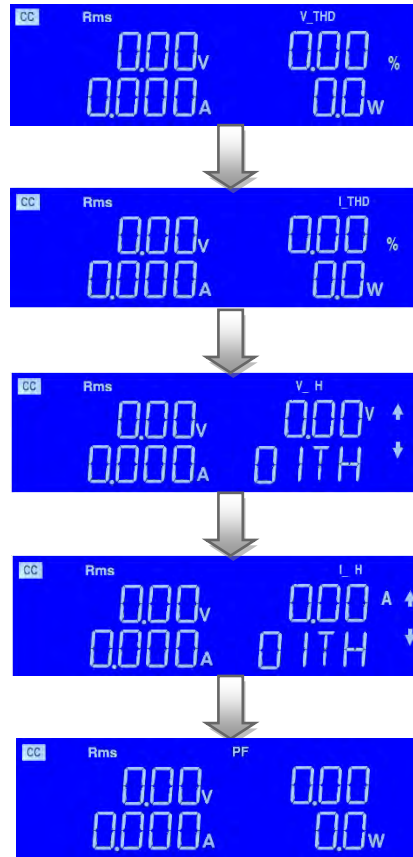 CC Rms V_THD
0.00V 0.00 %
0.000A 0.0W
CC Rms I_THD
0.00V 0.00 %
0.000A 0.0W
CC Rms V_ H
0.00V 0.00V
0.000A 01TH
CC Rms I_ H
0.00V 0.00 A
0.000A 01TH
CC Rms PF
0.00V 0.00
0.000A 0.0W